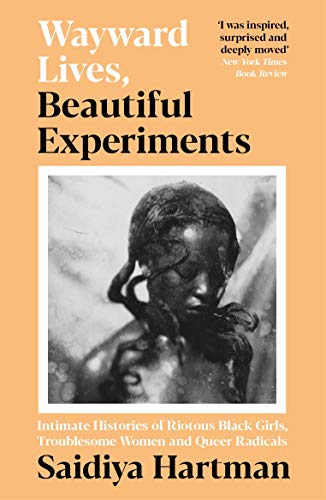 Wayward
Lives,
Beautiful
Experiments
‘I was inspired,
surprised and
deeply moved’
New York Times
Book Review
Intimate Histories of Riotous Black Girls,
Troublesome Women and Queer Radicals
Saidiya Hartman